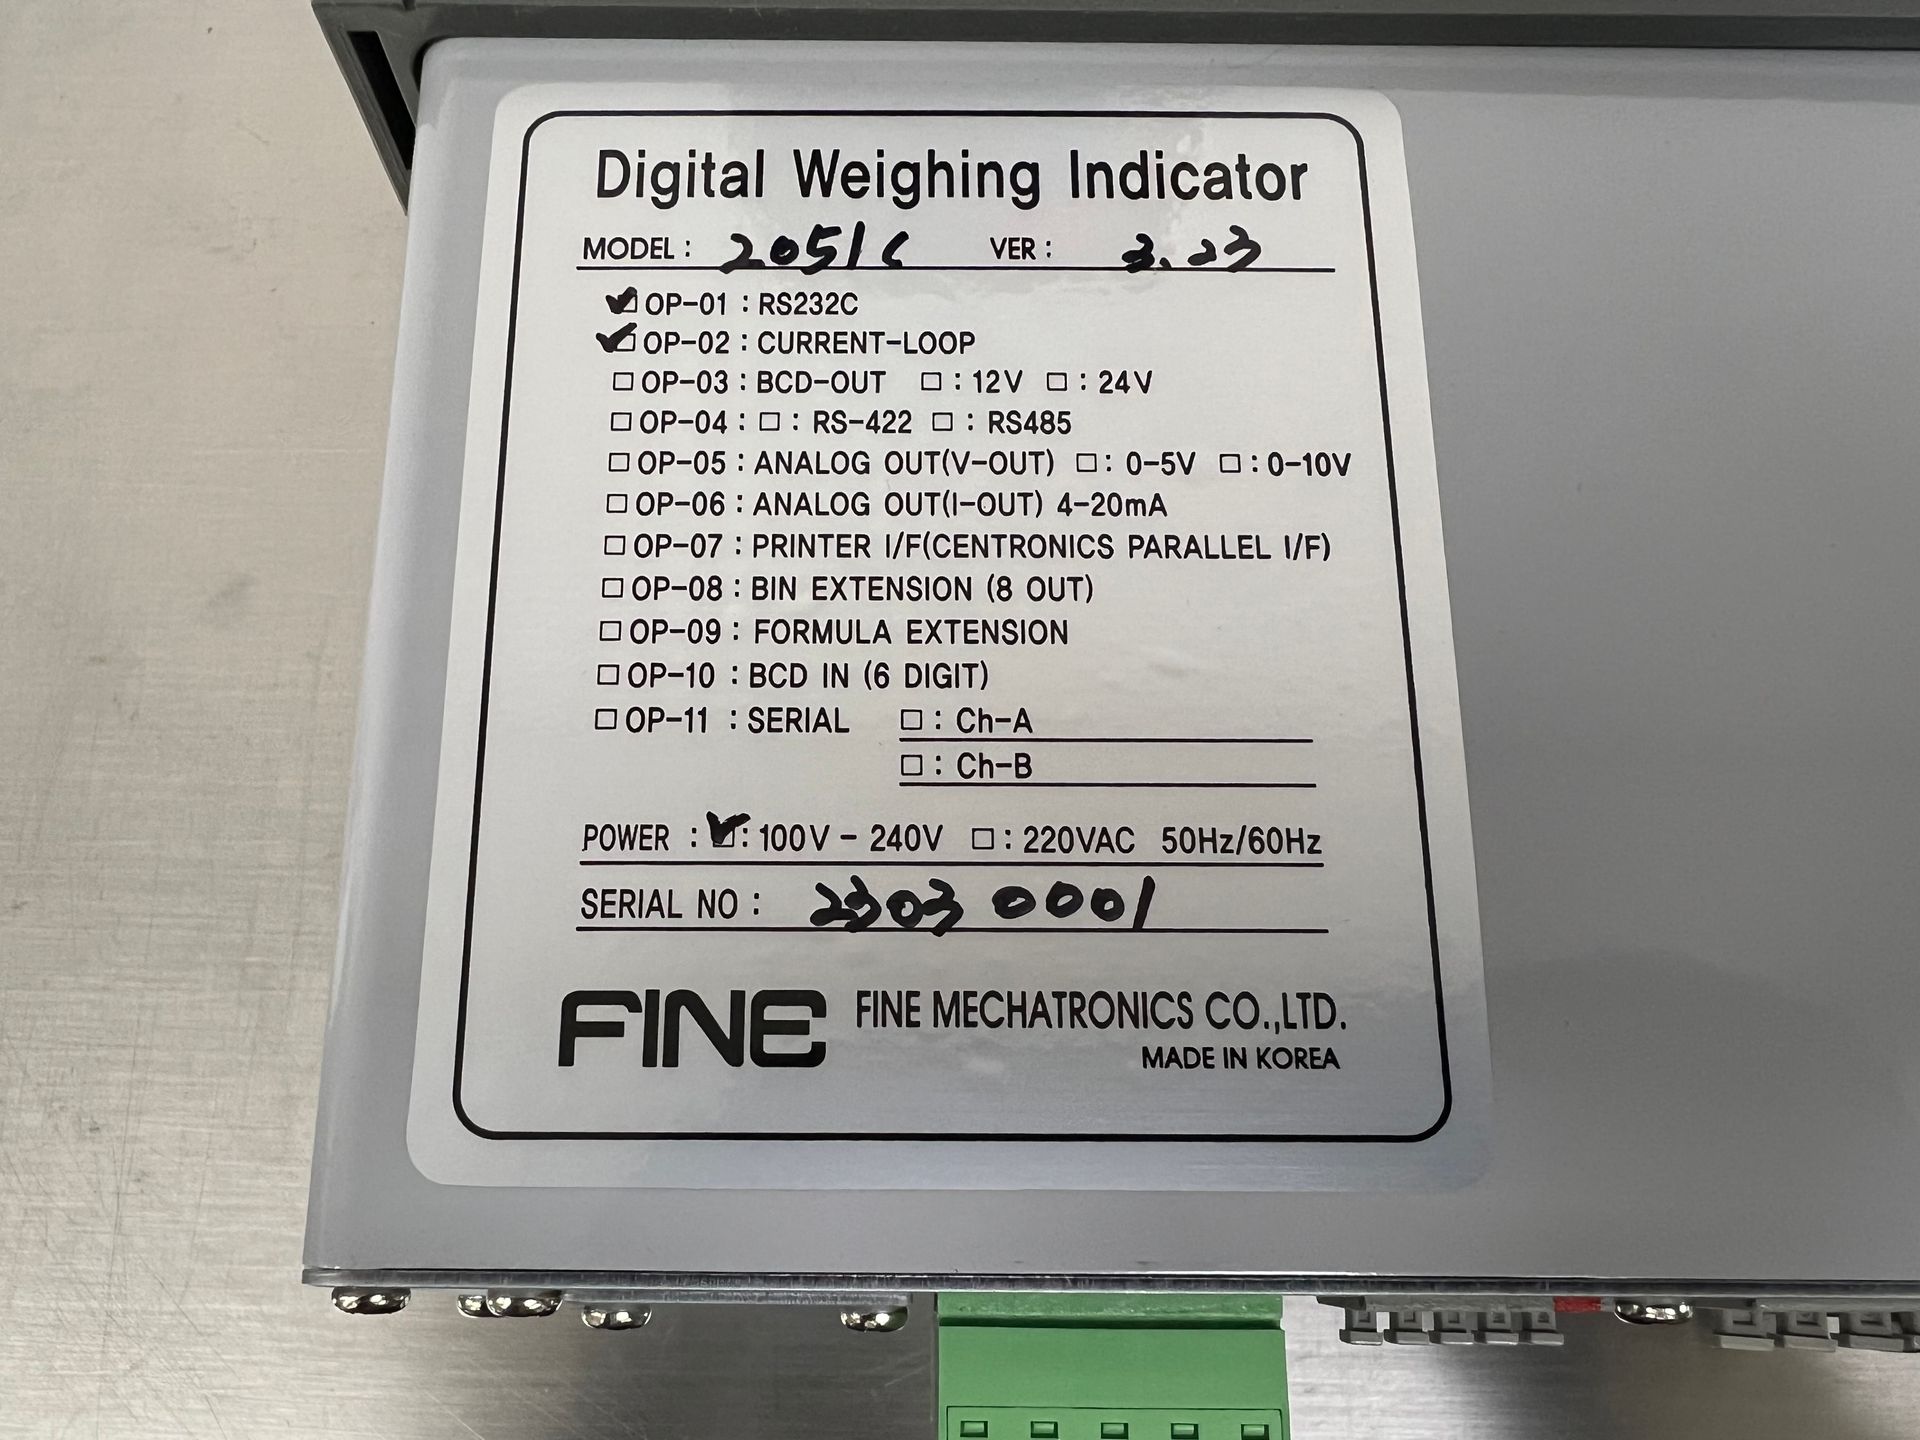 Digital Weighing Indicator
MODEL : 2051C VER : 3.23
☑ OP-01 : RS232C
☑ OP-02 : CURRENT-LOOP
☐ OP-03 : BCD-OUT ☐ : 12V ☐ : 24V
☐ OP-04 : ☐ : RS-422 ☐ : RS485
☐ OP-05 : ANALOG OUT(V-OUT) ☐ : 0-5V ☐ : 0-10V
☐ OP-06 : ANALOG OUT(I-OUT) 4-20mA
☐ OP-07 : PRINTER I/F(CENTRONICS PARALLEL I/F)
☐ OP-08 : BIN EXTENSION (8 OUT)
☐ OP-09 : FORMULA EXTENSION
☐ OP-10 : BCD IN (6 DIGIT)
☐ OP-11 : SERIAL ☐ : Ch-A
☐ : Ch-B
POWER : ☑ : 100V - 240V ☐ : 220VAC 50Hz/60Hz
SERIAL NO : 2303 0001
FINE FINE MECHATRONICS CO.,LTD.
MADE IN KOREA